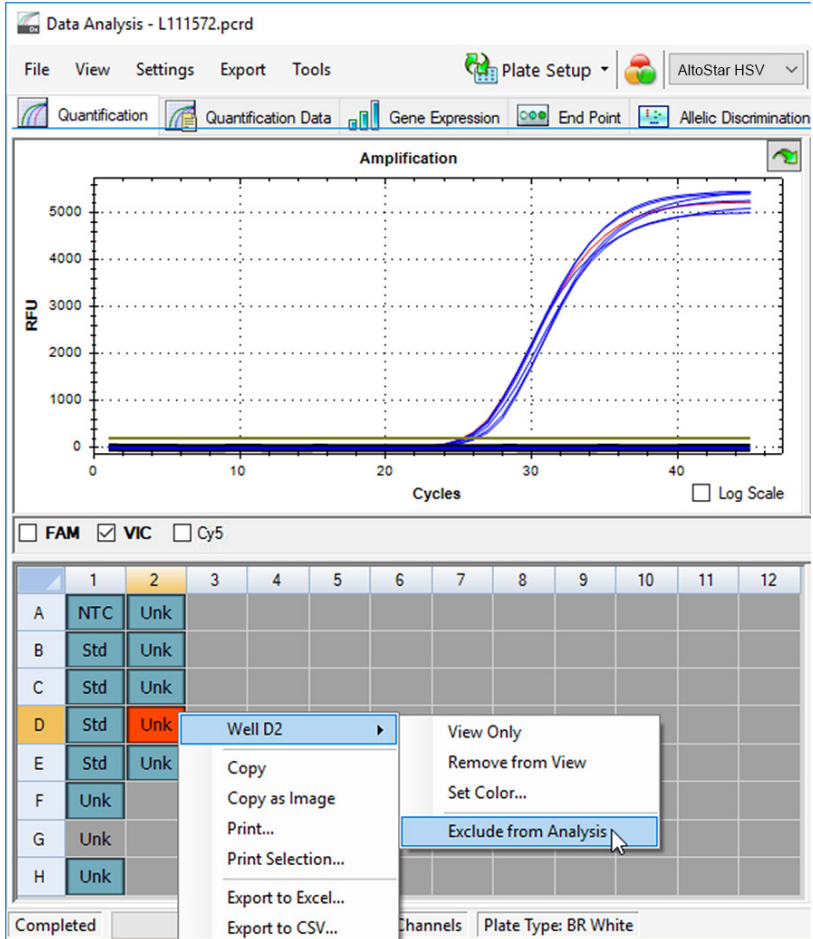 Data Analysis - L111572.pcrd
File View Settings Export Tools Plate Setup AltoStar HSV
Quantification Quantification Data Gene Expression End Point Allelic Discrimination
Amplification
5000
4000
3000
2000
1000
0
RFU
0 10 20 30 40
Cycles
Log Scale
FAM VIC Cy5
1 2 3 4 5 6 7 8 9 10 11 12
A NTC Unk
B Std Unk
C Std Unk
D Std Unk
E Std Unk
F Unk
G Unk
H Unk
Well D2
Copy
Copy as Image
Print...
Print Selection...
Export to Excel...
Export to CSV...
View Only
Remove from View
Set Color...
Exclude from Analysis
Completed
Plate Type: BR White